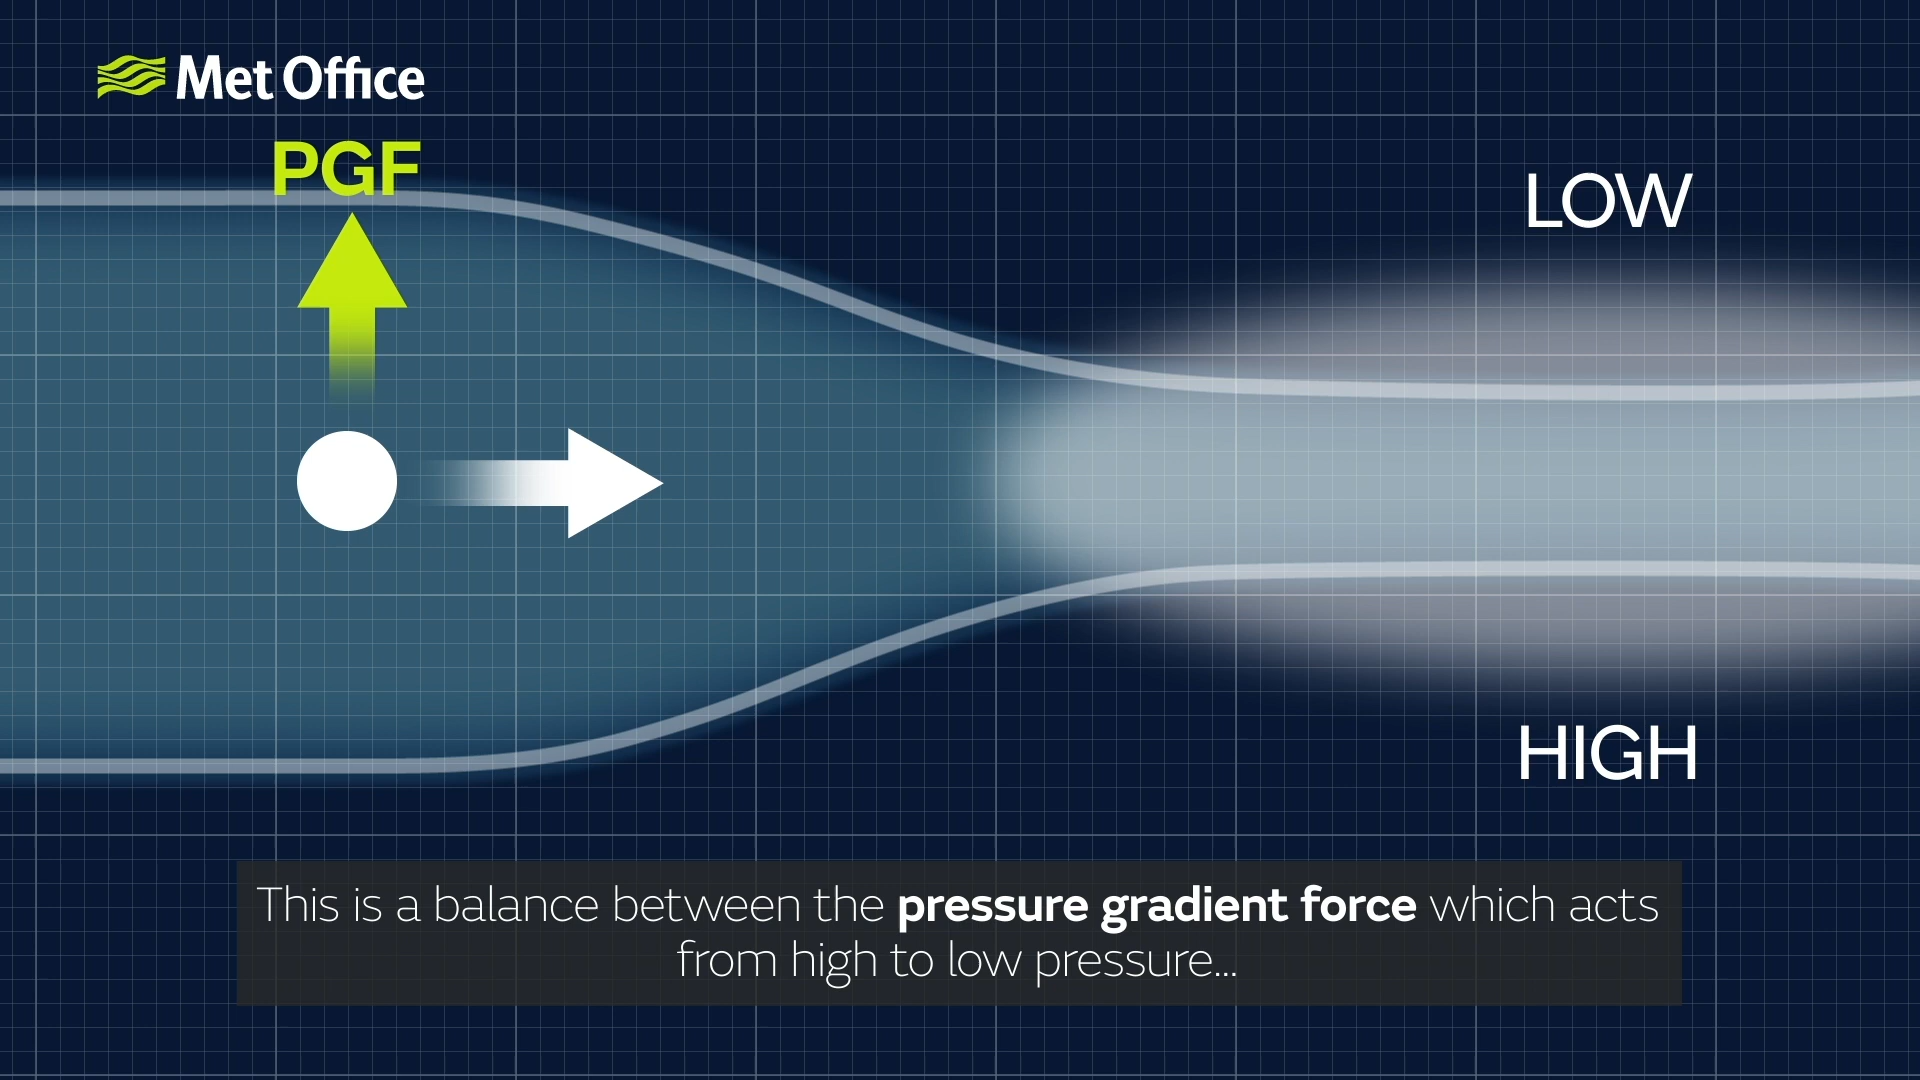 Met Office
PGF
LOW
HIGH
This is a balance between the pressure gradient force which acts
from high to low pressure...